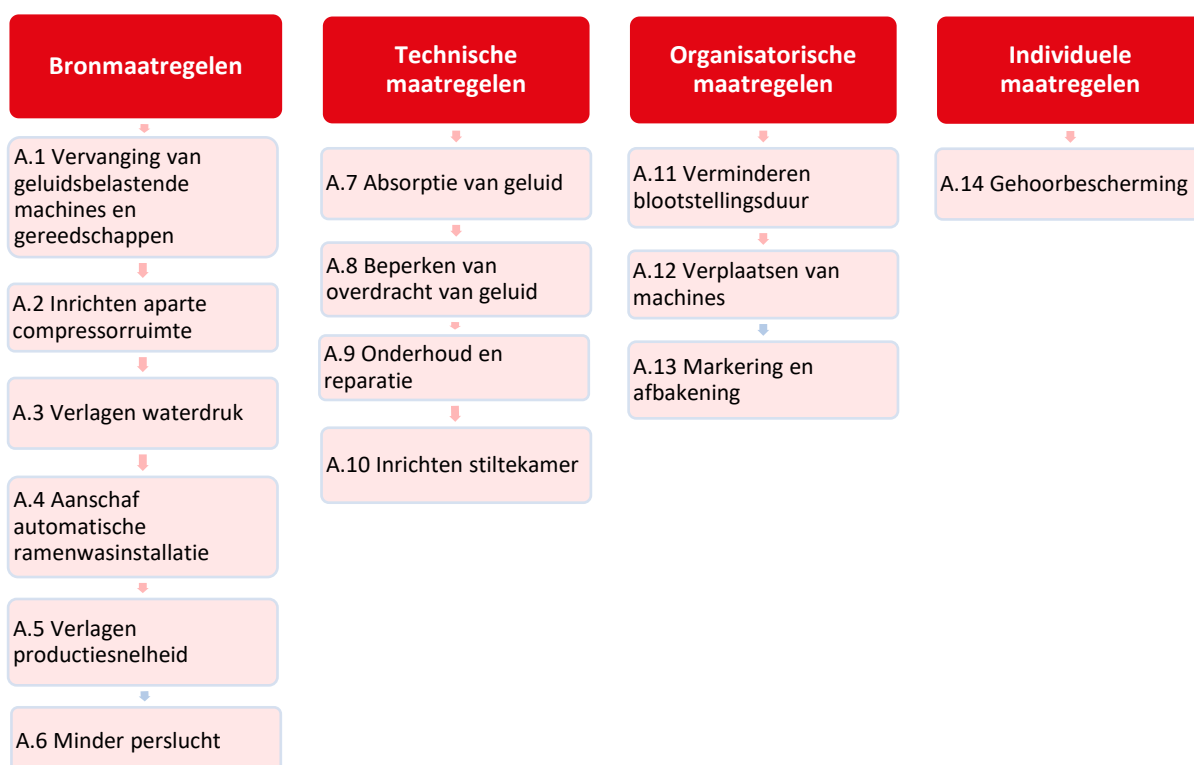 Bronmaatregelen
A.1 Vervanging van
geluidsbelastende
machines en
gereedschappen
A.2 Inrichten aparte
compressorruimte
A.3 Verlagen waterdruk
A.4 Aanschaf
automatische
ramenwasinstallatie
A.5 Verlagen
productiesnelheid
A.6 Minder perslucht
Technische
maatregelen
A.7 Absorptie van geluid
A.8 Beperken van
overdracht van geluid
A.9 Onderhoud en
reparatie
A.10 Inrichten stiltekamer
Organisatorische
maatregelen
A.11 Verminderen
blootstellingsduur
A.12 Verplaatsen van
machines
A.13 Markering en
afbakening
Individuele
maatregelen
A.14 Gehoorbescherming